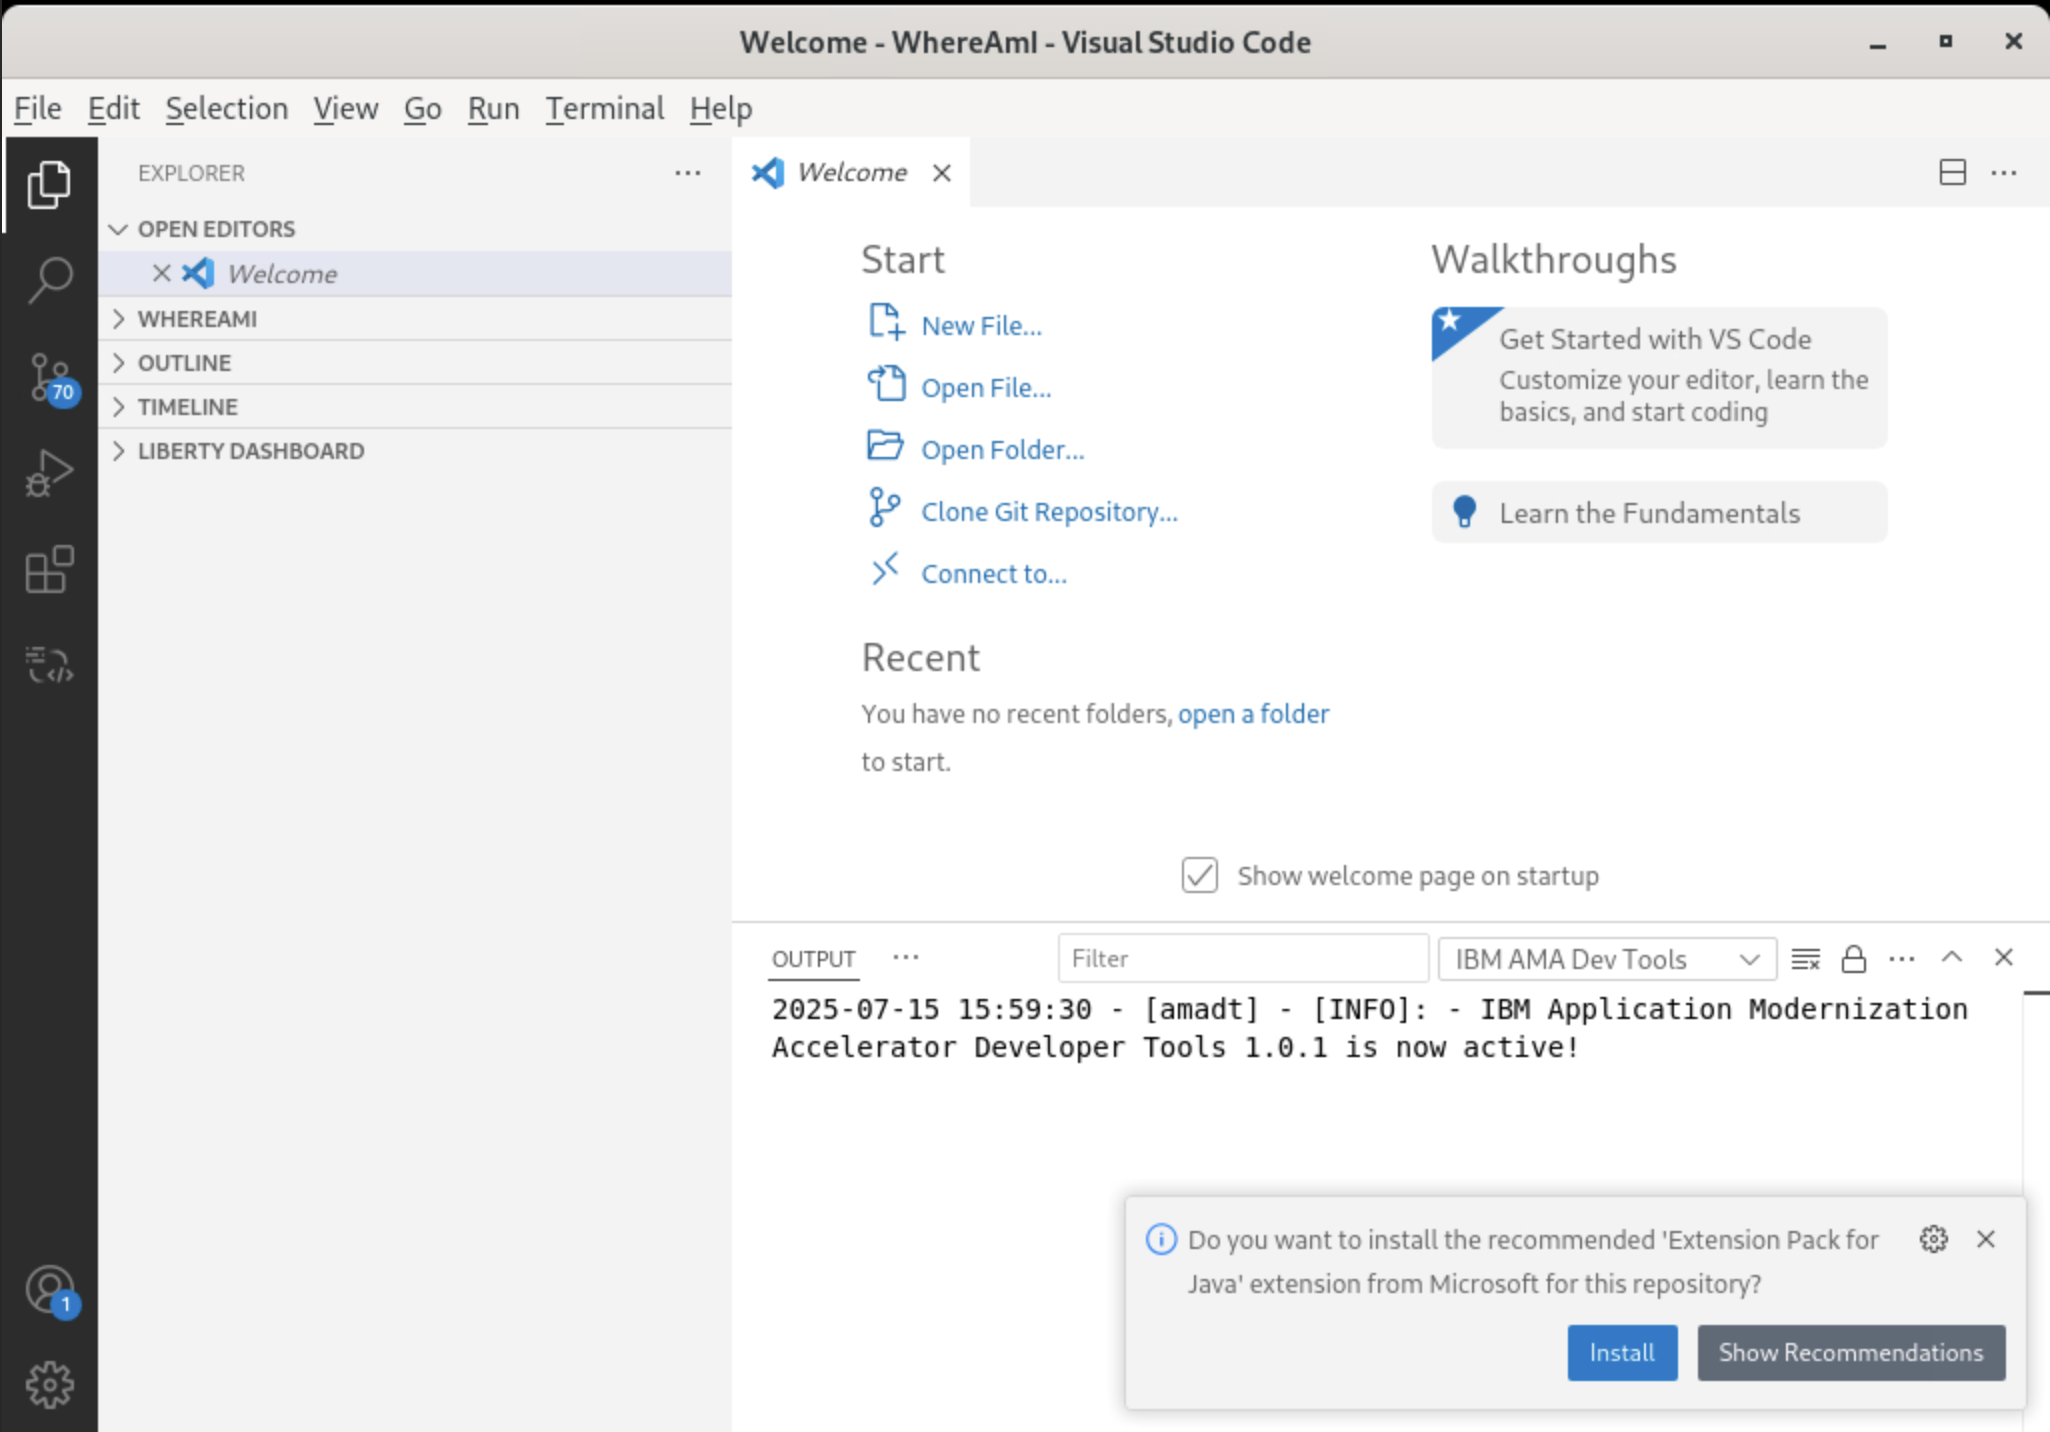 Welcome - WhereAmI - Visual Studio Code
File Edit Selection View Go Run Terminal Help
EXPLORER
OPEN EDITORS
Welcome
WHEREAMI
OUTLINE
TIMELINE
LIBERTY DASHBOARD
70
1
Welcome
Start
New File...
Open File...
Open Folder...
Clone Git Repository...
Connect to...
Recent
You have no recent folders, open a folder
to start.
Walkthroughs
Get Started with VS Code
Customize your editor, learn the
basics, and start coding
Learn the Fundamentals
Show welcome page on startup
OUTPUT
Filter
IBM AMA Dev Tools
2025-07-15 15:59:30 - [amadt] - [INFO]: - IBM Application Modernization
Accelerator Developer Tools 1.0.1 is now active!
Do you want to install the recommended 'Extension Pack for
Java' extension from Microsoft for this repository?
Install
Show Recommendations